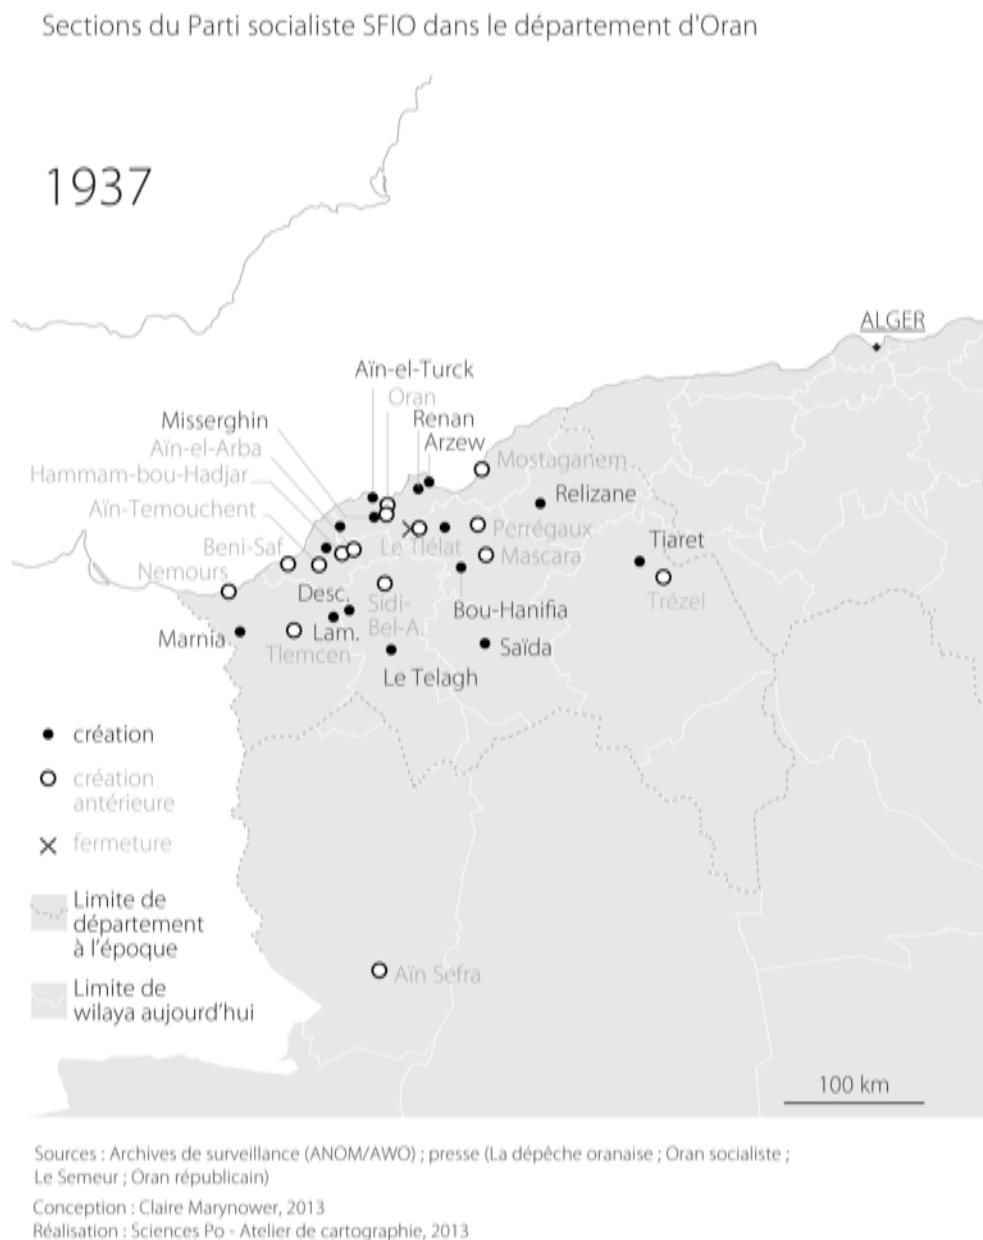 Sections du Parti socialiste SFIO dans le département d'Oran
1937
ALGER
Aïn-el-Turck
Oran
Misserghin
Renan
Aïn-el-Arba
Arzew
Hammam-bou-Hadjar
Mostaganem
Aïn-Temouchent
Relizane
Beni-Saf
Le Tlélat
Perrégaux
Tiaret
Nemours
Mascara
Desc.
Sidi-
Bel-A.
Bou-Hanifia
Trézel
Marnia
Lam.
Tlemcen
Saïda
Le Telagh
création
création
antérieure
fermeture
Limite de
département
à l'époque
Aïn Sefra
Limite de
wilaya aujourd'hui
100 km
Sources : Archives de surveillance (ANOM/AWO) ; presse (La dépêche oranaise ; Oran socialiste ;
Le Semeur ; Oran républicain)
Conception : Claire Marynower, 2013
Réalisation : Sciences Po - Atelier de cartographie, 2013